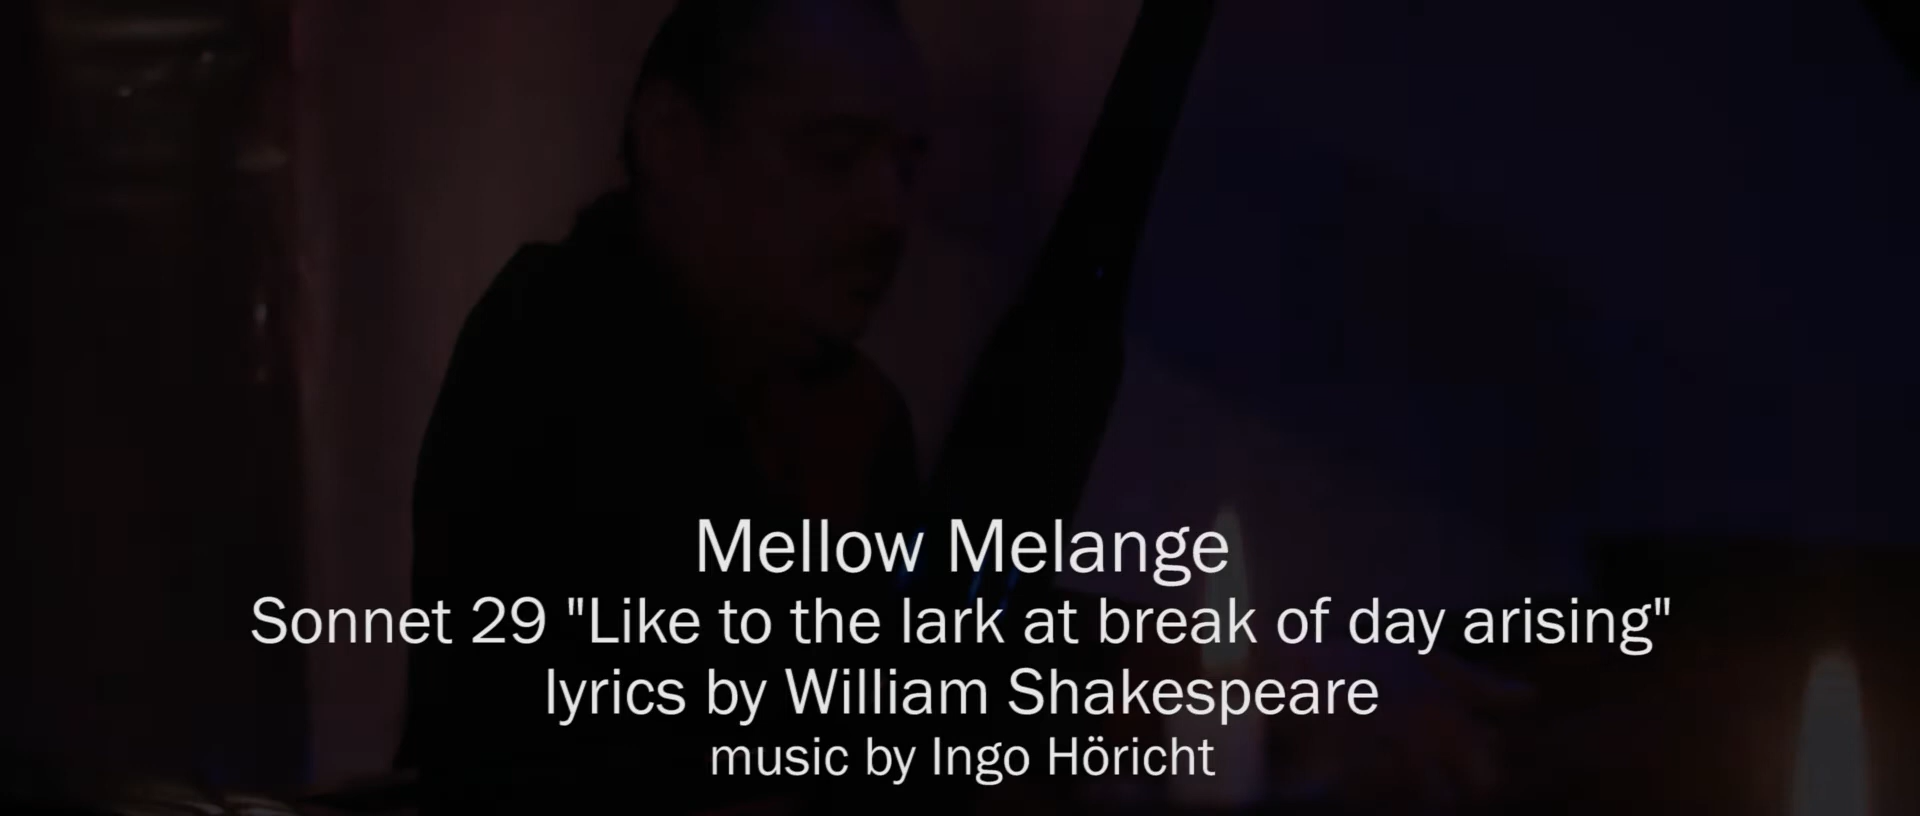 Mellow Melange
Sonnet 29 "Like to the lark at break of day arising"
lyrics by William Shakespeare
music by Ingo Höricht